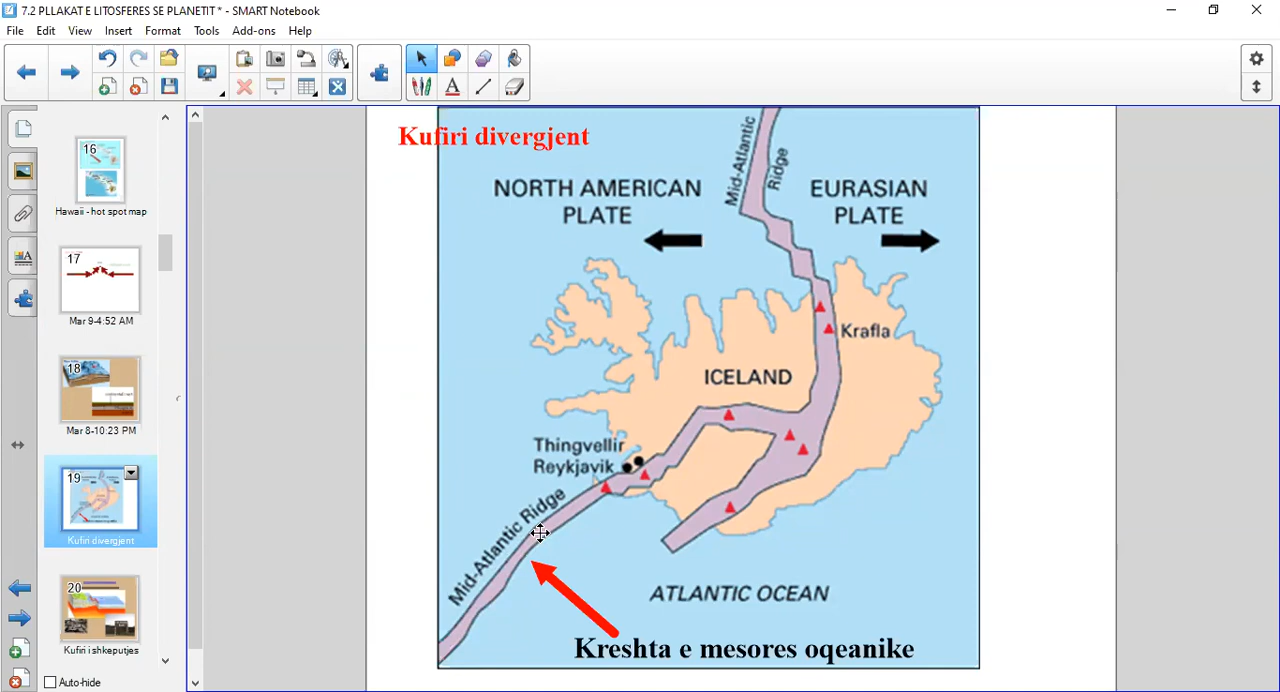 7.2 PLLAKAT E LITOSFERES SE PLANETIT * - SMART Notebook
File Edit View Insert Format Tools Add-ons Help
16
Hawaii - hot spot map
17
Mar 9-4:52 AM
18
Mar 8-10:23 PM
19
Kufiri divergjent
20
Kufiri i shkeputjes
Auto-hide
Kufiri divergjent
Mid-Atlantic
Ridge
NORTH AMERICAN
PLATE
EURASIAN
PLATE
Krafla
ICELAND
Thingvellir
Reykjavik
Mid-Atlantic Ridge
ATLANTIC OCEAN
Kreshta e mesores oqeanike